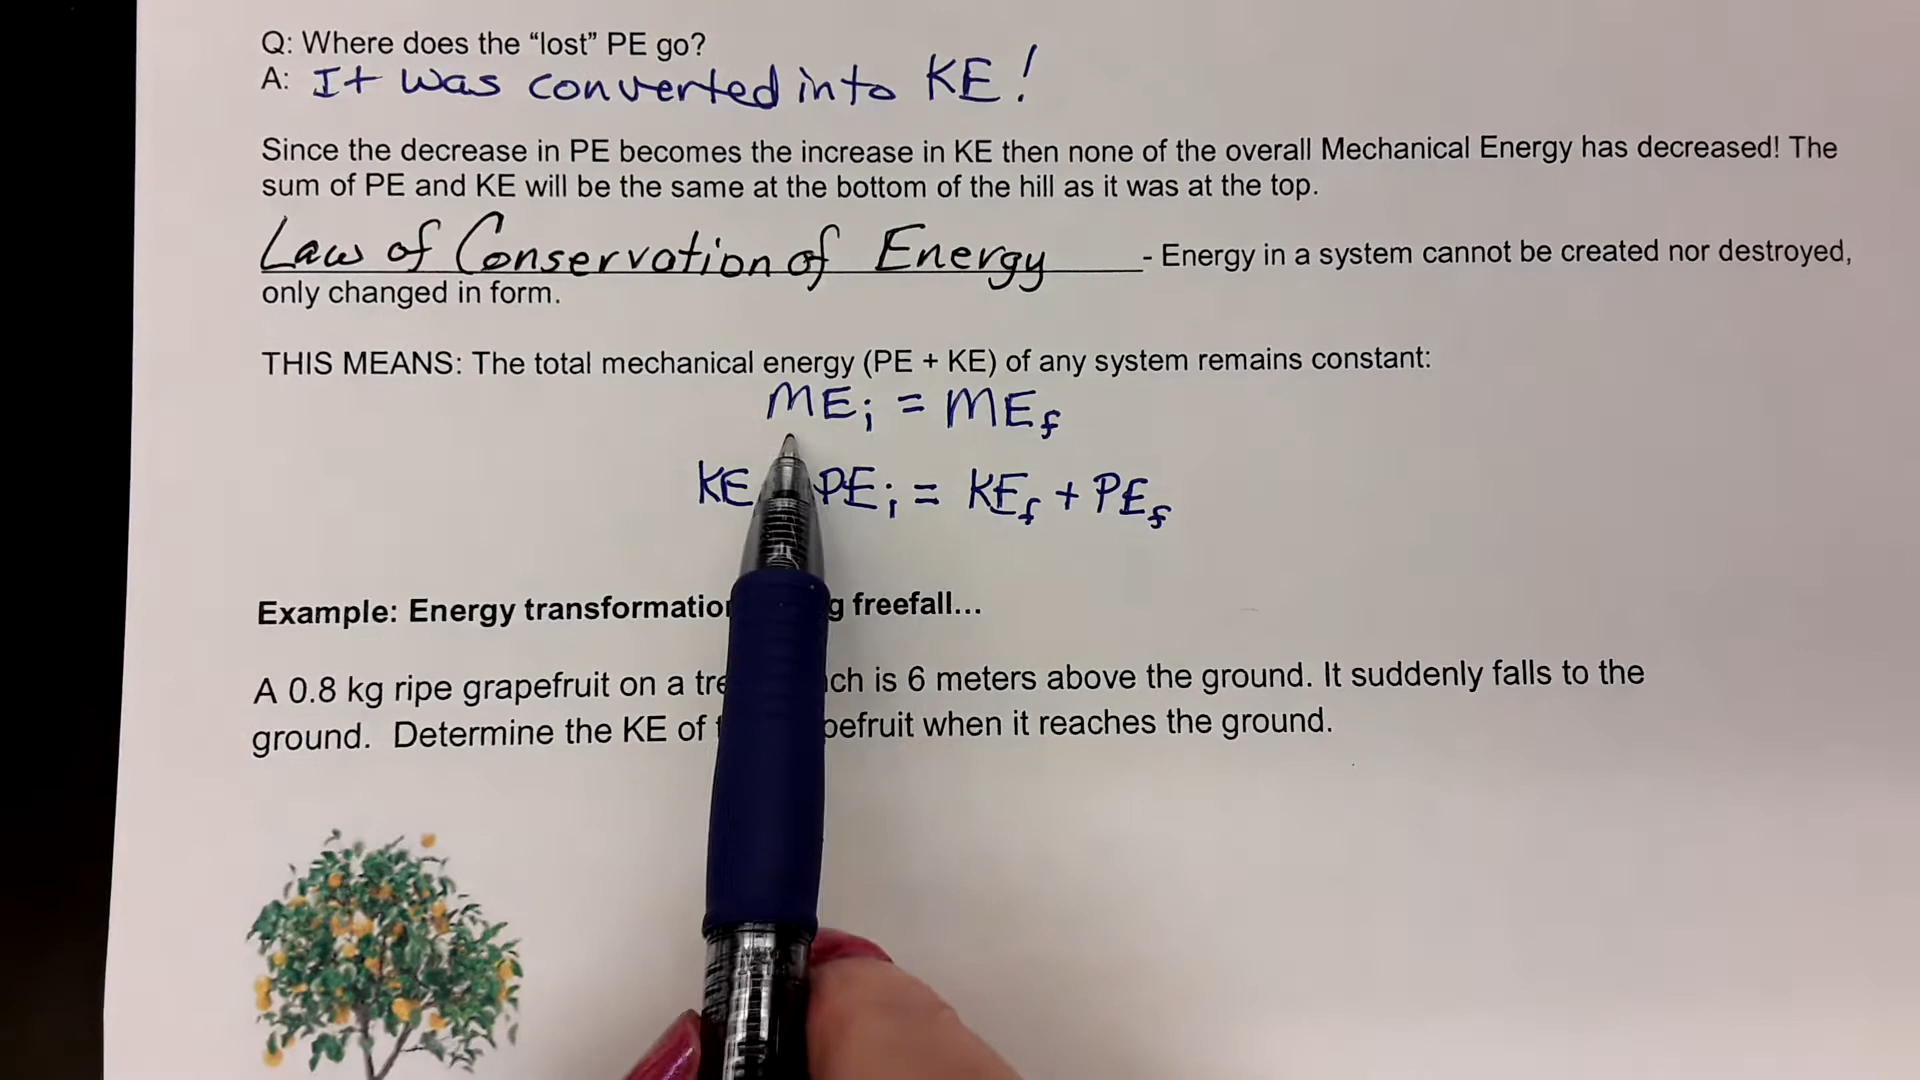 Q: Where does the “lost” PE go?
A: It was converted into KE!
Since the decrease in PE becomes the increase in KE then none of the overall Mechanical Energy has decreased! The
sum of PE and KE will be the same at the bottom of the hill as it was at the top.
Law of Conservation of Energy - Energy in a system cannot be created nor destroyed,
only changed in form.
THIS MEANS: The total mechanical energy (PE + KE) of any system remains constant:
MEi = MEf
KE PEi = KEf + PEf
Example: Energy freefall…
A 0.8 kg ripe grapefruit on a is 6 meters above the ground. It suddenly falls to the
ground. Determine the KE of when it reaches the ground.